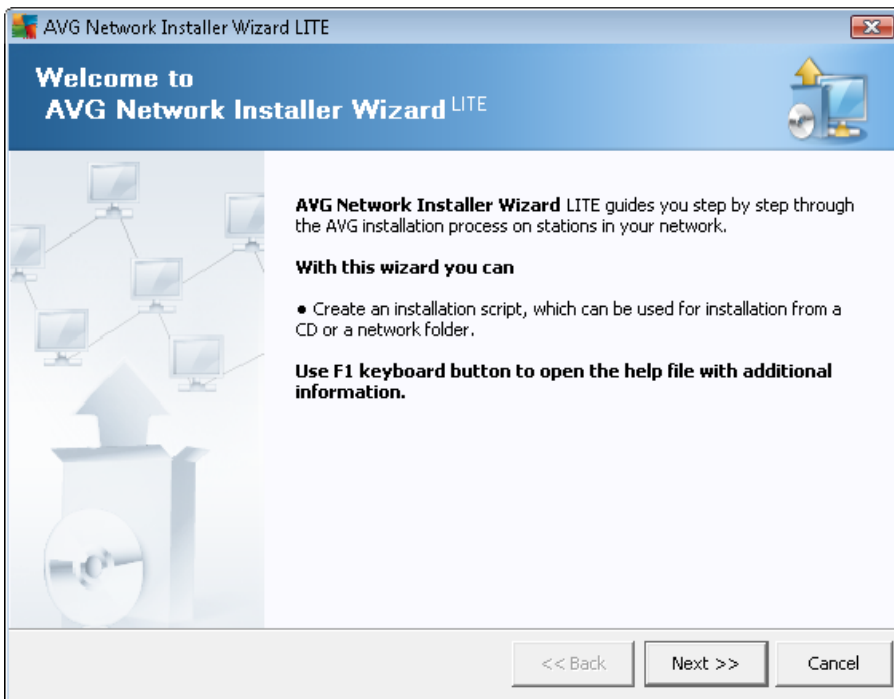 AVG Network Installer Wizard LITE
Welcome to
AVG Network Installer Wizard LITE
AVG Network Installer Wizard LITE guides you step by step through
the AVG installation process on stations in your network.
With this wizard you can
● Create an installation script, which can be used for installation from a
CD or a network folder.
Use F1 keyboard button to open the help file with additional
information.
<< Back
Next >>
Cancel